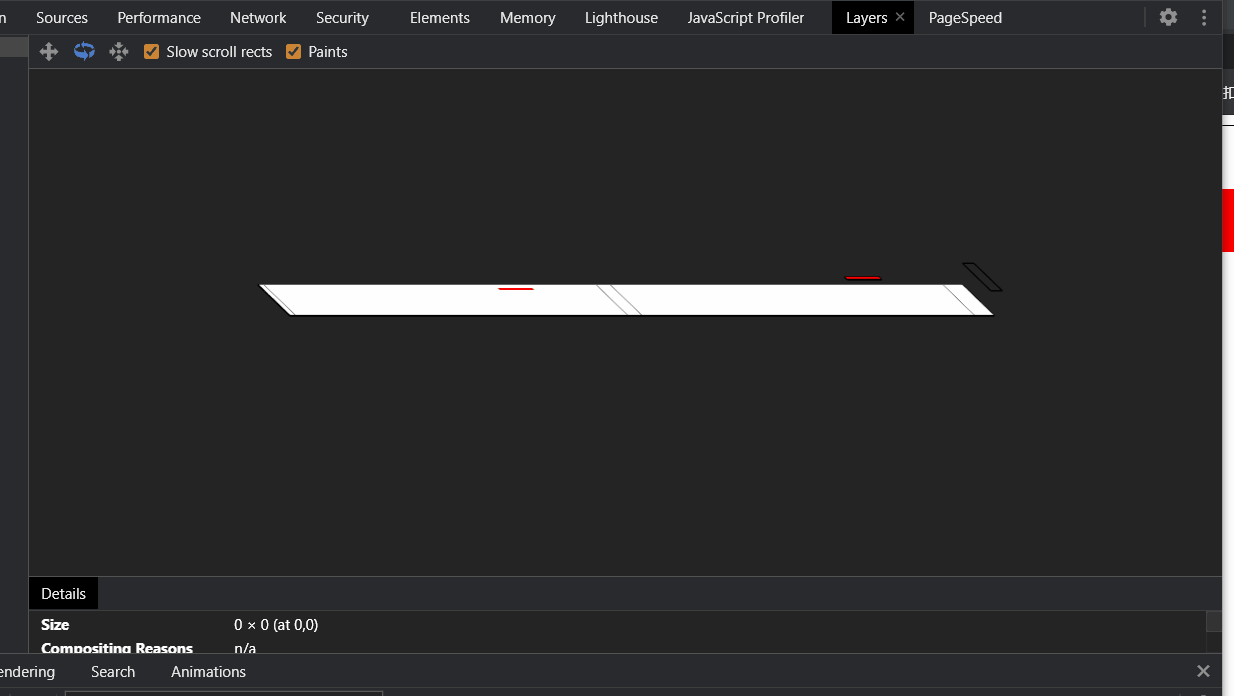 Sources Performance Network Security Elements Memory Lighthouse JavaScript Profiler Layers PageSpeed
Slow scroll rects Paints
Details
Size 0 × 0 (at 0,0)
Compositing Reasons n/a
endering Search Animations